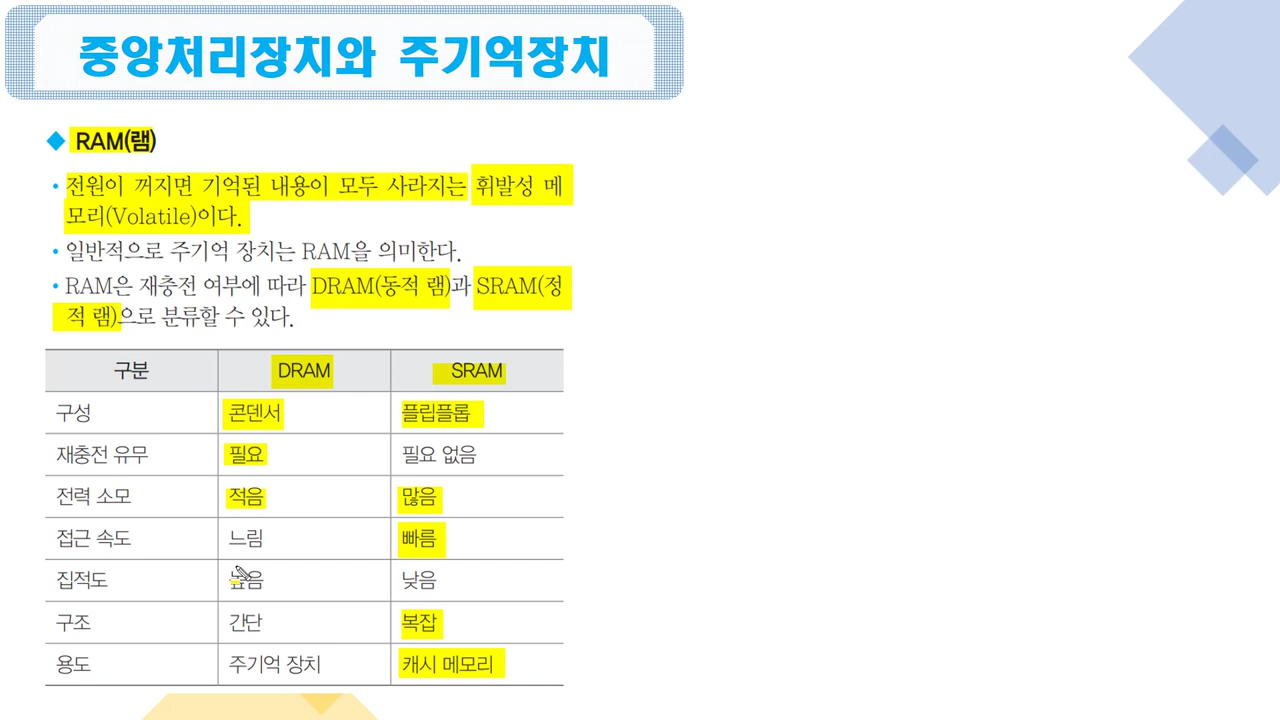 중앙처리장치와 주기억장치
◆ RAM(램)
• 전원이 꺼지면 기억된 내용이 모두 사라지는 휘발성 메
모리(Volatile)이다.
• 일반적으로 주기억 장치는 RAM을 의미한다.
• RAM은 재충전 여부에 따라 DRAM(동적 램)과 SRAM(정
적 램)으로 분류할 수 있다.
구분 DRAM SRAM
구성 콘덴서 플립플롭
재충전 유무 필요 필요 없음
전력 소모 적음 많음
접근 속도 느림 빠름
집적도 높음 낮음
구조 간단 복잡
용도 주기억 장치 캐시 메모리